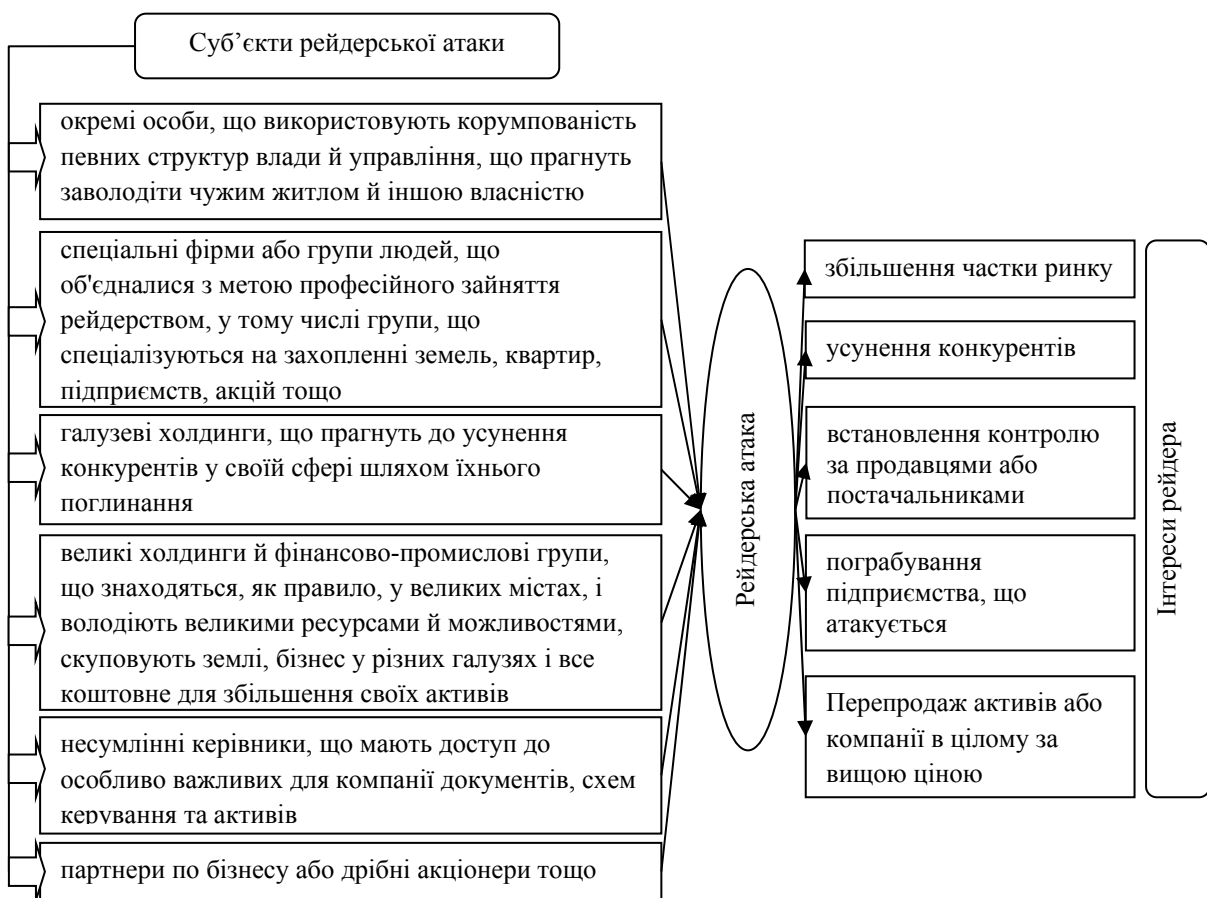 Суб’єкти рейдерської атаки
окремі особи, що використовують корумпованість
певних структур влади й управління, що прагнуть
заволодіти чужим житлом й іншою власністю
спеціальні фірми або групи людей, що
об'єдналися з метою професійного зайняття
рейдерством, у тому числі групи, що
спеціалізуються на захопленні земель, квартир,
підприємств, акцій тощо
галузеві холдинги, що прагнуть до усунення
конкурентів у своїй сфері шляхом їхнього
поглинання
великі холдинги й фінансово-промислові групи,
що знаходяться, як правило, у великих містах, і
володіють великими ресурсами й можливостями,
скуповують землі, бізнес у різних галузях і все
коштовне для збільшення своїх активів
несумлінні керівники, що мають доступ до
особливо важливих для компанії документів, схем
керування та активів
партнери по бізнесу або дрібні акціонери тощо
Рейдерська атака
збільшення частки ринку
усунення конкурентів
встановлення контролю
за продавцями або
постачальниками
пограбування
підприємства, що
атакується
Перепродаж активів або
компанії в цілому за
вищою ціною
Інтереси рейдера